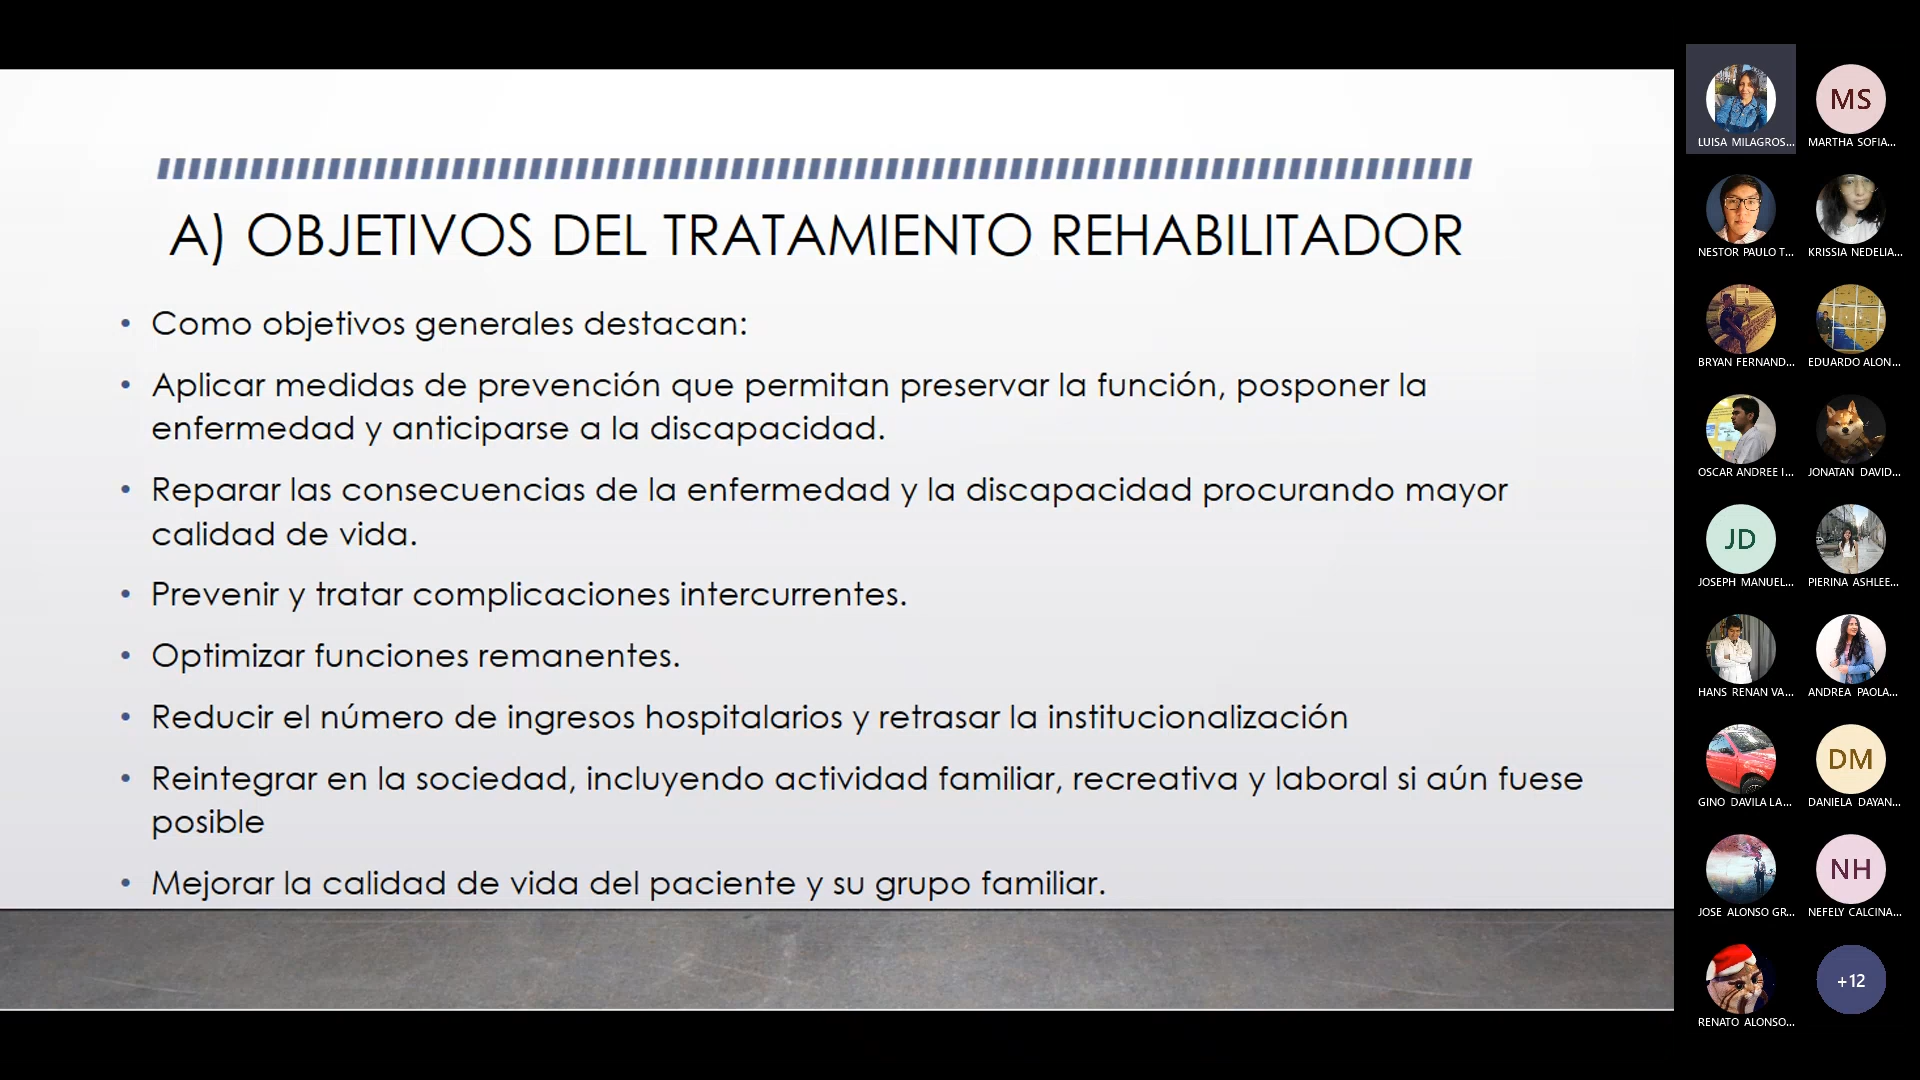 A) OBJETIVOS DEL TRATAMIENTO REHABILITADOR
• Como objetivos generales destacan:
• Aplicar medidas de prevención que permitan preservar la función, posponer la
enfermedad y anticiparse a la discapacidad.
• Reparar las consecuencias de la enfermedad y la discapacidad procurando mayor
calidad de vida.
• Prevenir y tratar complicaciones intercurrentes.
• Optimizar funciones remanentes.
• Reducir el número de ingresos hospitalarios y retrasar la institucionalización
• Reintegrar en la sociedad, incluyendo actividad familiar, recreativa y laboral si aún fuese
posible
• Mejorar la calidad de vida del paciente y su grupo familiar.
MS
LUISA MILAGROS...
MARTHA SOFIA...
NESTOR PAULO T...
KRISSIA NEDELIA...
BRYAN FERNAND...
EDUARDO ALON...
OSCAR ANDREE I...
JONATAN DAVID...
JD
JOSEPH MANUEL...
PIERINA ASHLEE...
HANS RENAN VA...
ANDREA PAOLA...
DM
GINO DAVILA LA...
DANIELA DAYAN...
NH
JOSE ALONSO GR...
NEFELY CALCINA...
+12
RENATO ALONSO...